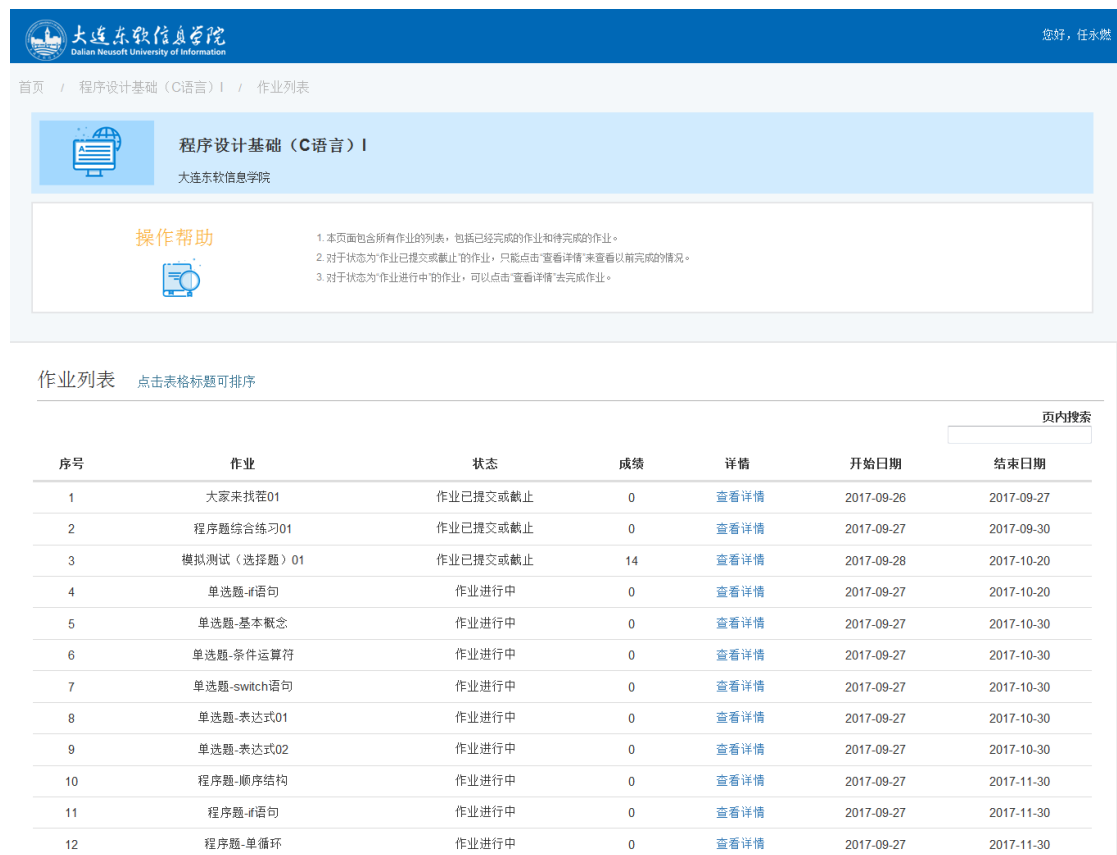 大连东软信息学院
Dalian Neusoft University of Information
您好，任永燃
首页 / 程序设计基础（C语言）I / 作业列表
程序设计基础（C语言）I
大连东软信息学院
操作帮助
1. 本页面包含所有作业的列表，包括已经完成的作业和待完成的作业。
2. 对于状态为“作业已提交或截止”的作业，只能点击“查看详情”来查看以前完成的情况。
3. 对于状态为“作业进行中”的作业，可以点击“查看详情”去完成作业。
作业列表 点击表格标题可排序
页内搜索
序号 作业 状态 成绩 详情 开始日期 结束日期
1 大家来找茬01 作业已提交或截止 0 查看详情 2017-09-26 2017-09-27
2 程序题综合练习01 作业已提交或截止 0 查看详情 2017-09-27 2017-09-30
3 模拟测试（选择题）01 作业已提交或截止 14 查看详情 2017-09-28 2017-10-20
4 单选题-if语句 作业进行中 0 查看详情 2017-09-27 2017-10-20
5 单选题-基本概念 作业进行中 0 查看详情 2017-09-27 2017-10-30
6 单选题-条件运算符 作业进行中 0 查看详情 2017-09-27 2017-10-30
7 单选题-switch语句 作业进行中 0 查看详情 2017-09-27 2017-10-30
8 单选题-表达式01 作业进行中 0 查看详情 2017-09-27 2017-10-30
9 单选题-表达式02 作业进行中 0 查看详情 2017-09-27 2017-10-30
10 程序题-顺序结构 作业进行中 0 查看详情 2017-09-27 2017-11-30
11 程序题-if语句 作业进行中 0 查看详情 2017-09-27 2017-11-30
12 程序题-单循环 作业进行中 0 查看详情 2017-09-27 2017-11-30